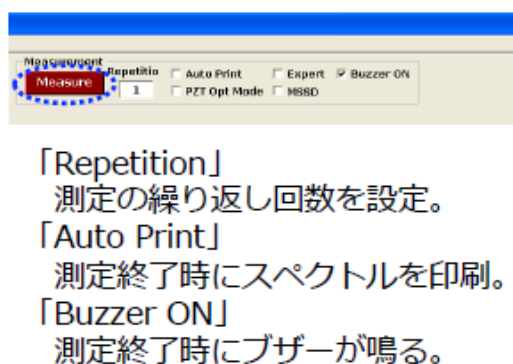 Measurement
Measure
Repetitio
1
Auto Print
Expert
Buzzer ON
PZT Opt Mode
MSSD
「Repetition」
測定の繰り返し回数を設定。
「Auto Print」
測定終了時にスペクトルを印刷。
「Buzzer ON」
測定終了時にブザーが鳴る。